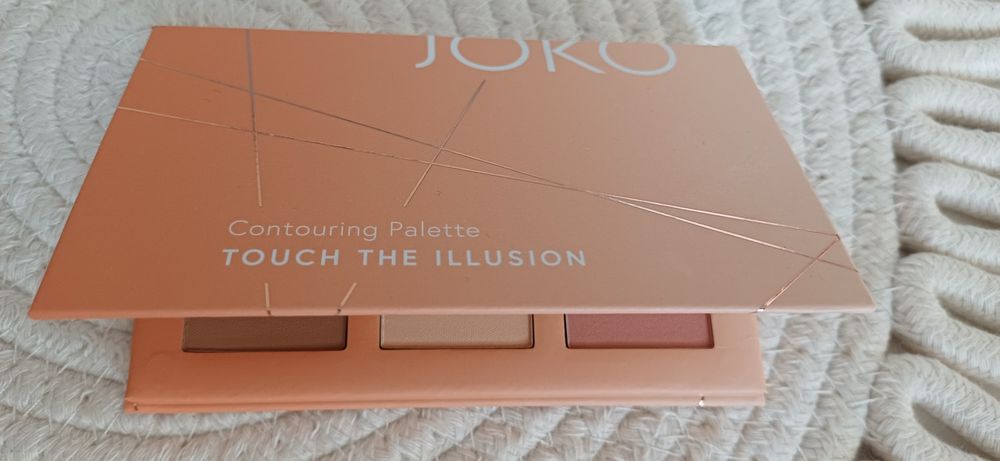 JOKO
Contouring Palette
TOUCH THE ILLUSION